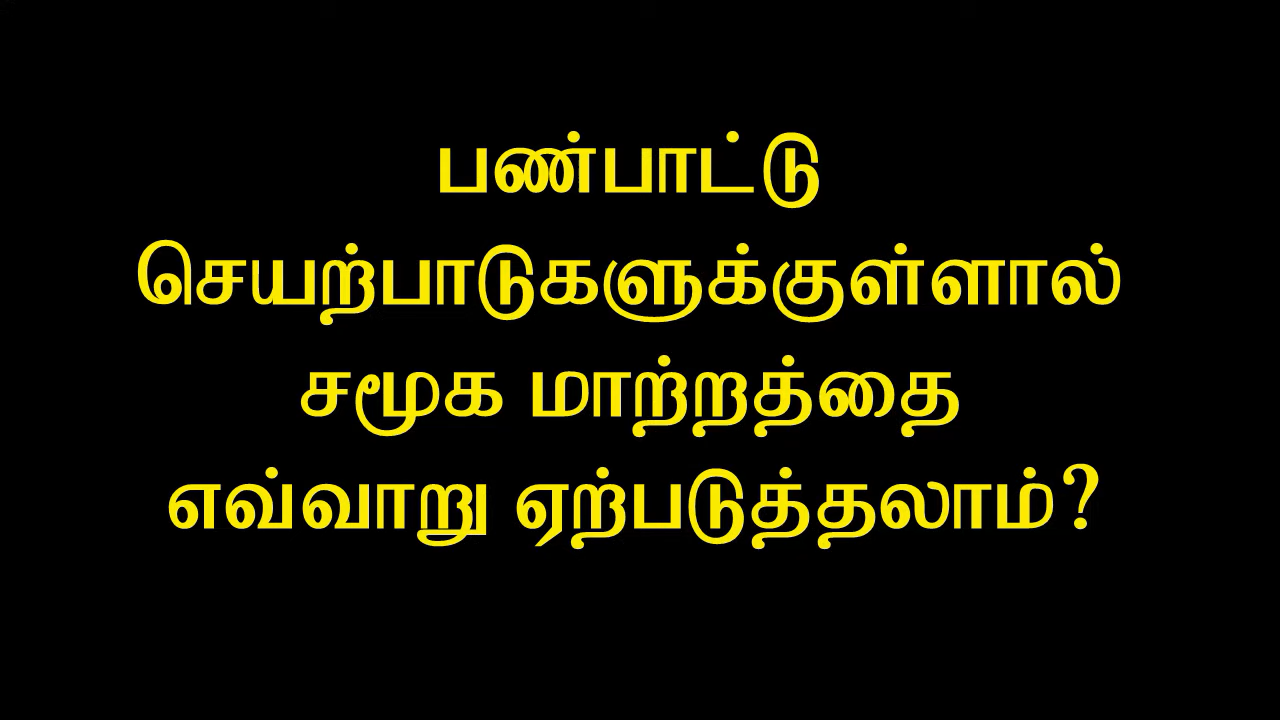 பண்பாட்டு
செயற்பாடுகளுக்குள்ளால்
சமூக மாற்றத்தை
எவ்வாறு ஏற்படுத்தலாம்?